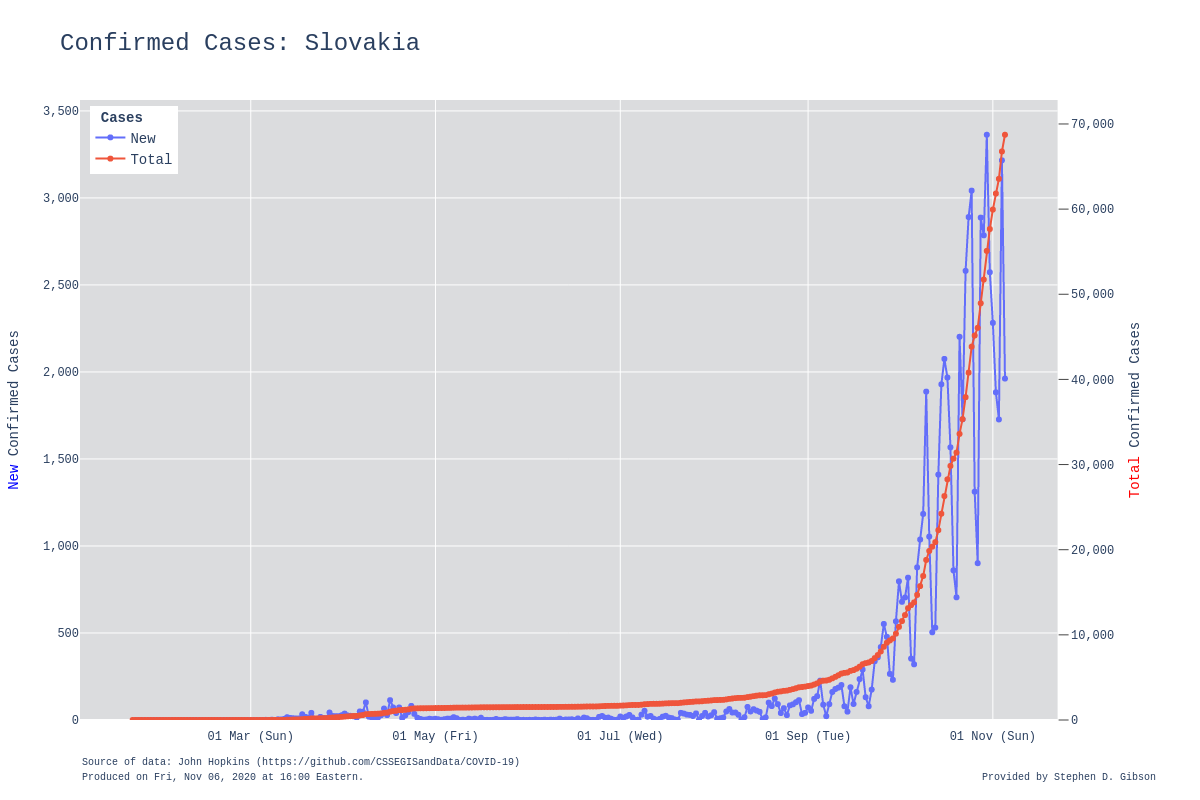 Confirmed Cases: Slovakia
Cases
New
Total
3,500
3,000
2,500
2,000
1,500
1,000
500
0
New Confirmed Cases
70,000
60,000
50,000
40,000
30,000
20,000
10,000
0
Total Confirmed Cases
01 Mar (Sun)
01 May (Fri)
01 Jul (Wed)
01 Sep (Tue)
01 Nov (Sun)
Source of data: John Hopkins (https://github.com/CSSEGISandData/COVID-19)
Produced on Fri, Nov 06, 2020 at 16:00 Eastern.
Provided by Stephen D. Gibson